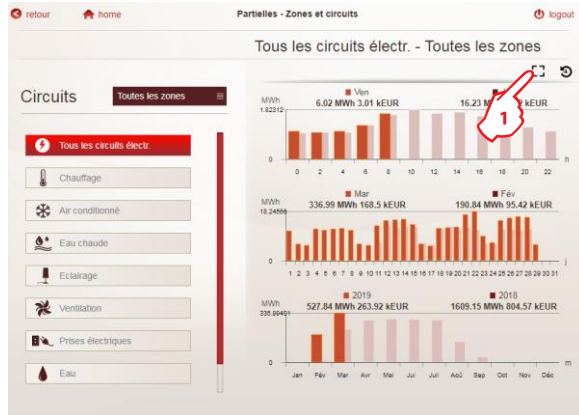 retour home Partielles - Zones et circuits logout
Tous les circuits électr. - Toutes les zones
Circuits
Toutes les zones
Tous les circuits électr.
Chauffage
Air conditionné
Eau chaude
Eclairage
Ventilation
Prises électriques
Eau
1
MWh Ven
6.02 MWh 3.01 kEUR 16.23 MWh
1.82312
0
0 2 4 6 8 10 12 14 16 18 20 22 h
MWh Mar Fév
336.99 MWh 168.5 kEUR 190.84 MWh 95.42 kEUR
18.24566
0
1 2 3 4 5 6 7 8 9 10 11 12 13 14 15 16 17 18 19 20 21 22 23 24 25 26 27 28 29 30 31 j
MWh 2019 2018
527.84 MWh 263.92 kEUR 1609.15 MWh 804.57 kEUR
336.99401
0
Jan Fév Mar Avr Mai Jui Juil Aoû Sep Oct Nov Déc m